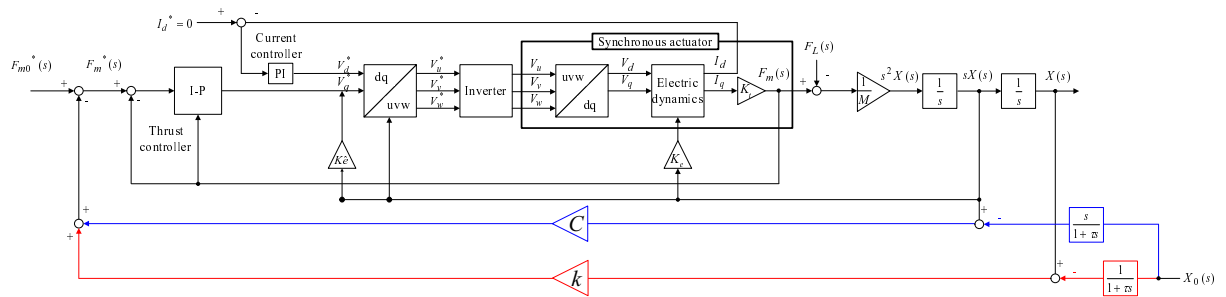 I_d^* = 0
+
-
Current
controller
PI
Synchronous actuator
F_m0^*(s)
+
-
F_m^*(s)
+
-
I-P
Thrust
controller
V_d^*
V_q^*
dq
uvw
V_u^*
V_v^*
V_w^*
Inverter
V_u
V_v
V_w
uvw
dq
V_d
V_q
Electric
dynamics
I_d
I_q
K_t
F_m(s)
F_L(s)
+
-
1/M
s^2 X(s)
1/s
sX(s)
1/s
X(s)
Kê
K_e
+
+
C
+
-
s
1+τs
k
+
-
1
1+τs
X_0(s)